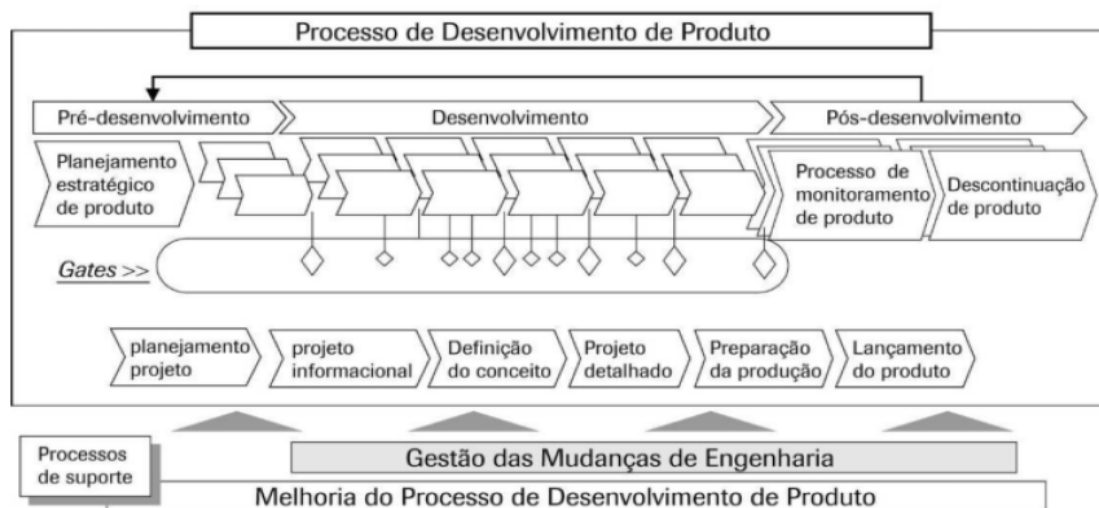 Processo de Desenvolvimento de Produto
Pré-desenvolvimento
Desenvolvimento
Pós-desenvolvimento
Planejamento
estratégico
de produto
Processo de
monitoramento
de produto
Descontinuação
de produto
Gates >>
planejamento
projeto
projeto
informacional
Definição
do conceito
Projeto
detalhado
Preparação
da produção
Lançamento
do produto
Processos
de suporte
Gestão das Mudanças de Engenharia
Melhoria do Processo de Desenvolvimento de Produto